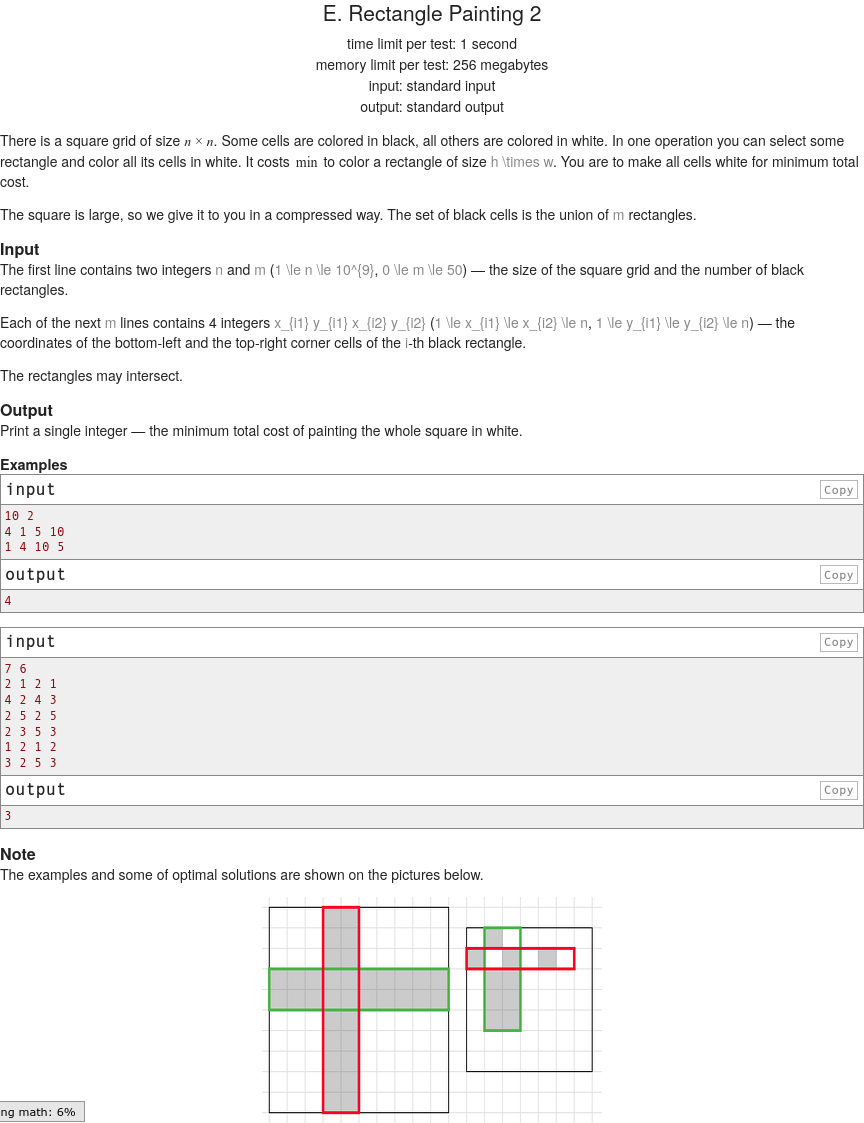 E. Rectangle Painting 2
time limit per test: 1 second
memory limit per test: 256 megabytes
input: standard input
output: standard output
There is a square grid of size n × n. Some cells are colored in black, all others are colored in white. In one operation you can select some
rectangle and color all its cells in white. It costs min to color a rectangle of size h \times w. You are to make all cells white for minimum total
cost.
The square is large, so we give it to you in a compressed way. The set of black cells is the union of m rectangles.
Input
The first line contains two integers n and m (1 \le n \le 10^{9}, 0 \le m \le 50) — the size of the square grid and the number of black
rectangles.
Each of the next m lines contains 4 integers x_{i1} y_{i1} x_{i2} y_{i2} (1 \le x_{i1} \le x_{i2} \le n, 1 \le y_{i1} \le y_{i2} \le n) — the
coordinates of the bottom-left and the top-right corner cells of the i-th black rectangle.
The rectangles may intersect.
Output
Print a single integer — the minimum total cost of painting the whole square in white.
Examples
input
Copy
10 2
4 1 5 10
1 4 10 5
output
Copy
4
input
Copy
7 6
2 1 2 1
4 2 4 3
2 5 2 5
2 3 5 3
1 2 1 2
3 2 5 3
output
Copy
3
Note
The examples and some of optimal solutions are shown on the pictures below.
ng math: 6%